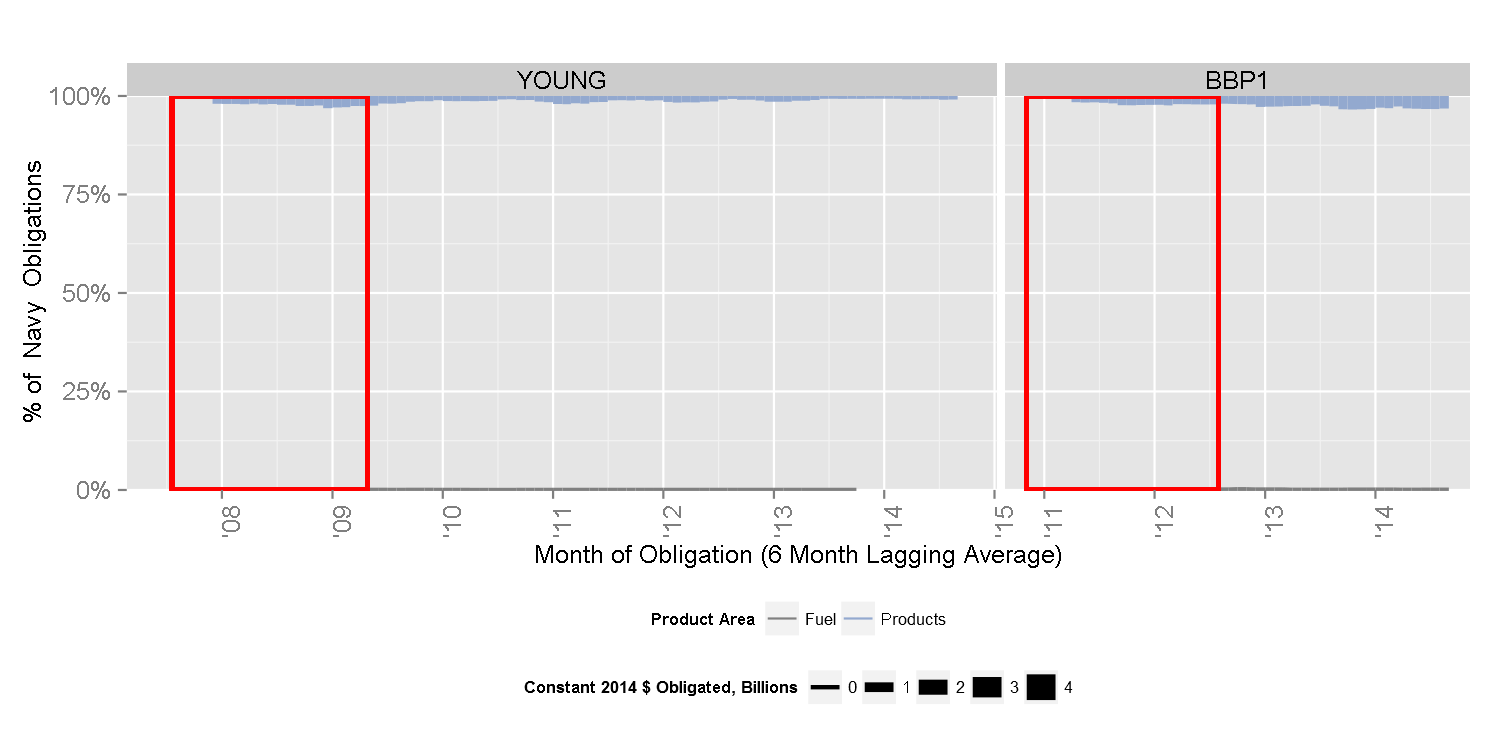 YOUNG BBP1
100%
75%
50%
25%
0%
% of Navy Obligations
'08 '09 '10 '11 '12 '13 '14 '15 '11 '12 '13 '14
Month of Obligation (6 Month Lagging Average)
Product Area Fuel Products
Constant 2014 $ Obligated, Billions 0 1 2 3 4